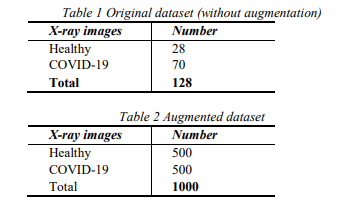 Table 1 Original dataset (without augmentation)
X-ray images Number
Healthy 28
COVID-19 70
Total 128
Table 2 Augmented dataset
X-ray images Number
Healthy 500
COVID-19 500
Total 1000